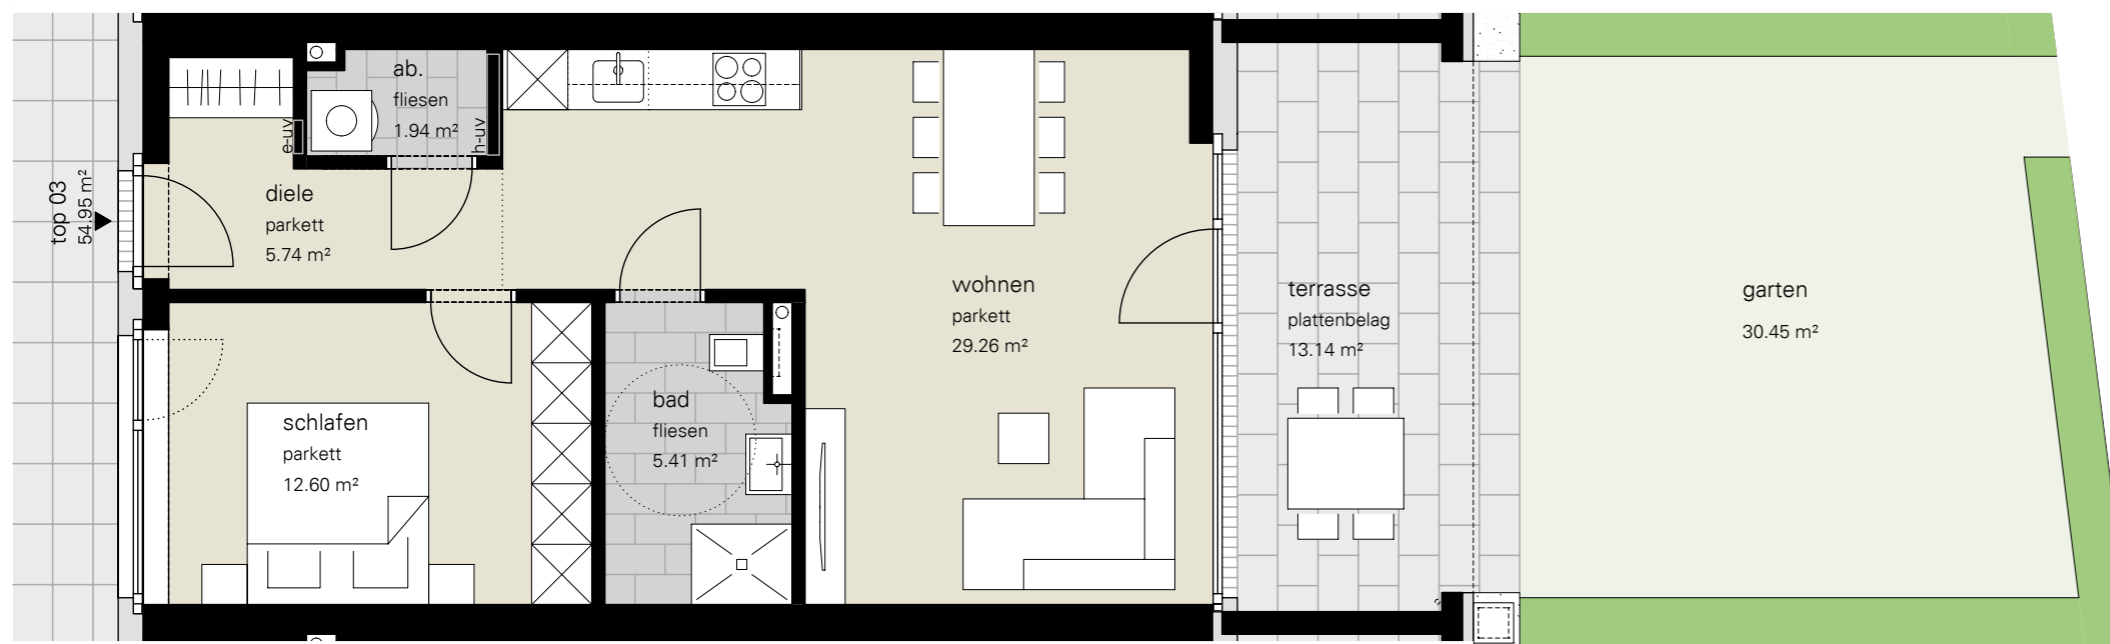 top 03
54.95 m²
ab.
fliesen
1.94 m²
e-uv
h-uv
diele
parkett
5.74 m²
schlafen
parkett
12.60 m²
bad
fliesen
5.41 m²
wohnen
parkett
29.26 m²
terrasse
plattenbelag
13.14 m²
garten
30.45 m²